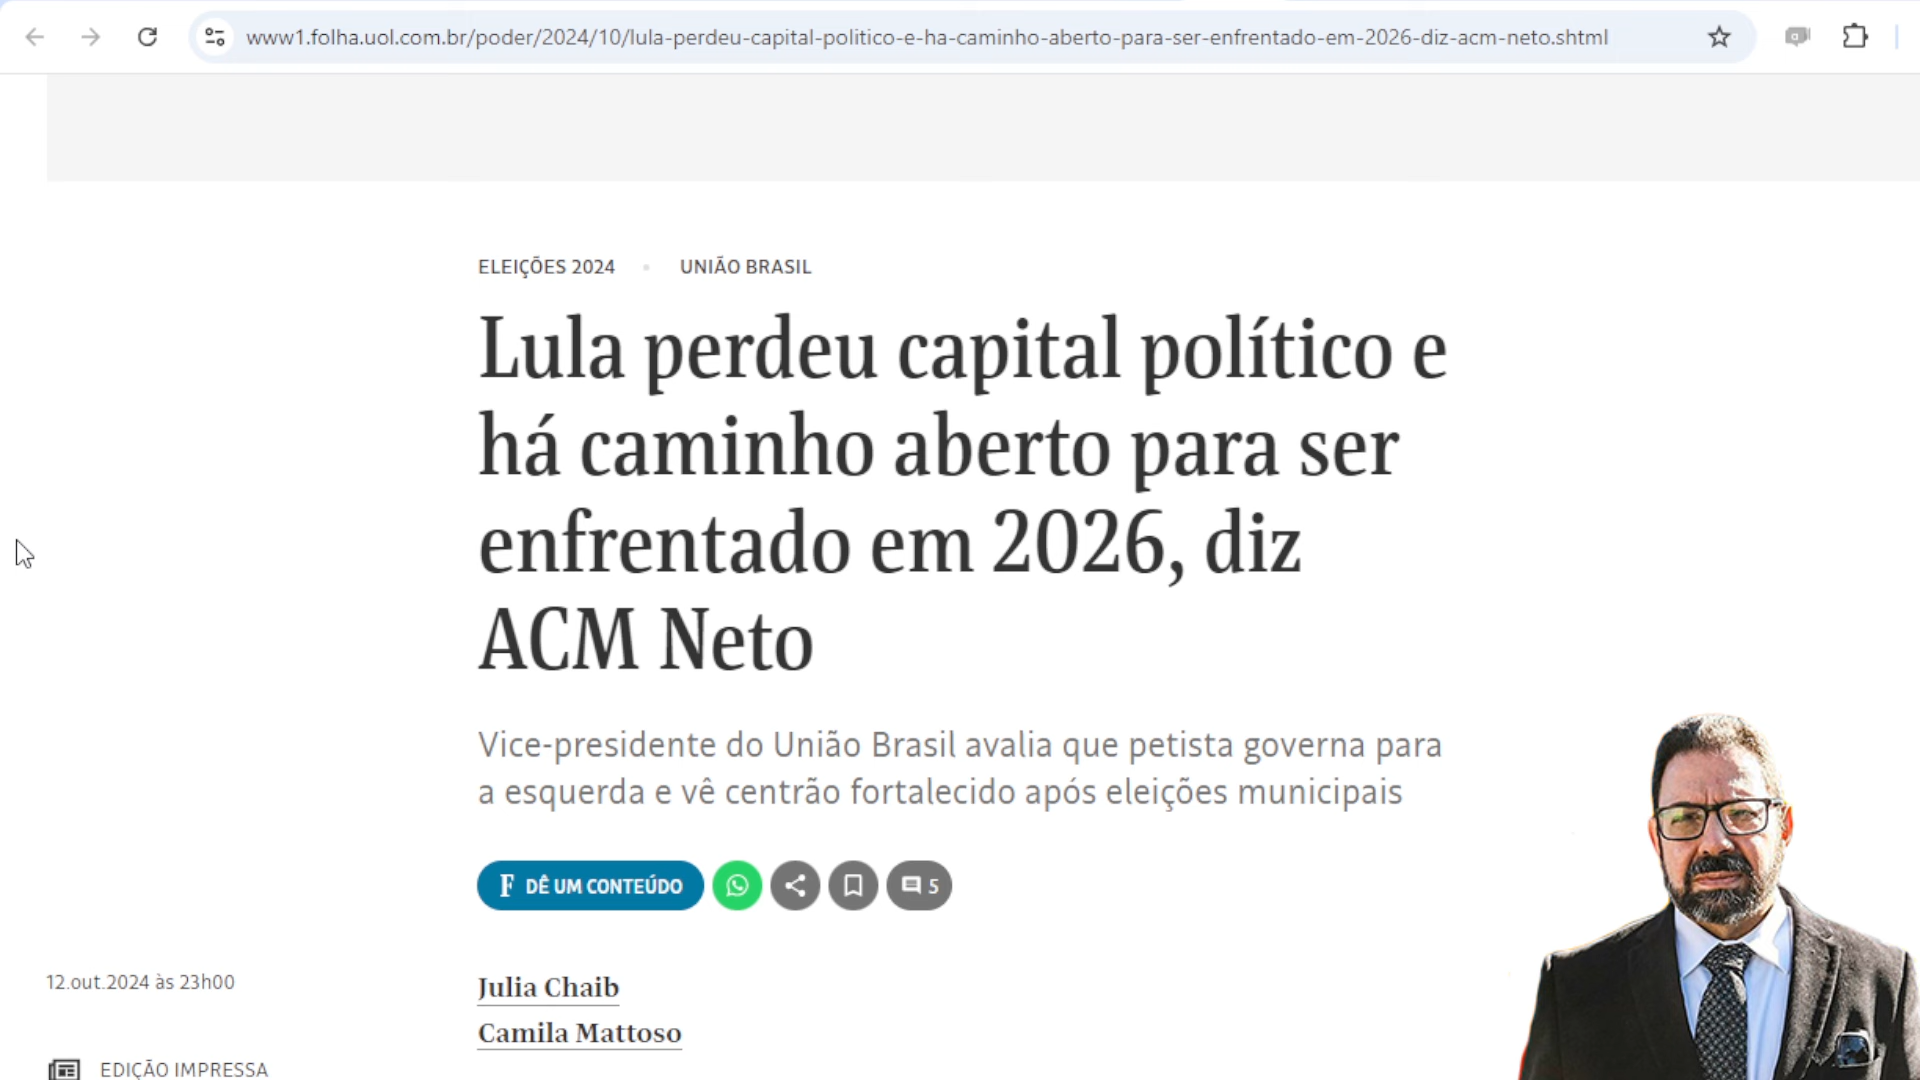 www1.folha.uol.com.br/poder/2024/10/lula-perdeu-capital-politico-e-ha-caminho-aberto-para-ser-enfrentado-em-2026-diz-acm-neto.shtml
ELEIÇÕES 2024 • UNIÃO BRASIL
Lula perdeu capital político e
há caminho aberto para ser
enfrentado em 2026, diz
ACM Neto
Vice-presidente do União Brasil avalia que petista governa para
a esquerda e vê centrão fortalecido após eleições municipais
F DÊ UM CONTEÚDO 5
12.out.2024 às 23h00
Julia Chaib
Camila Mattoso
EDIÇÃO IMPRESSA